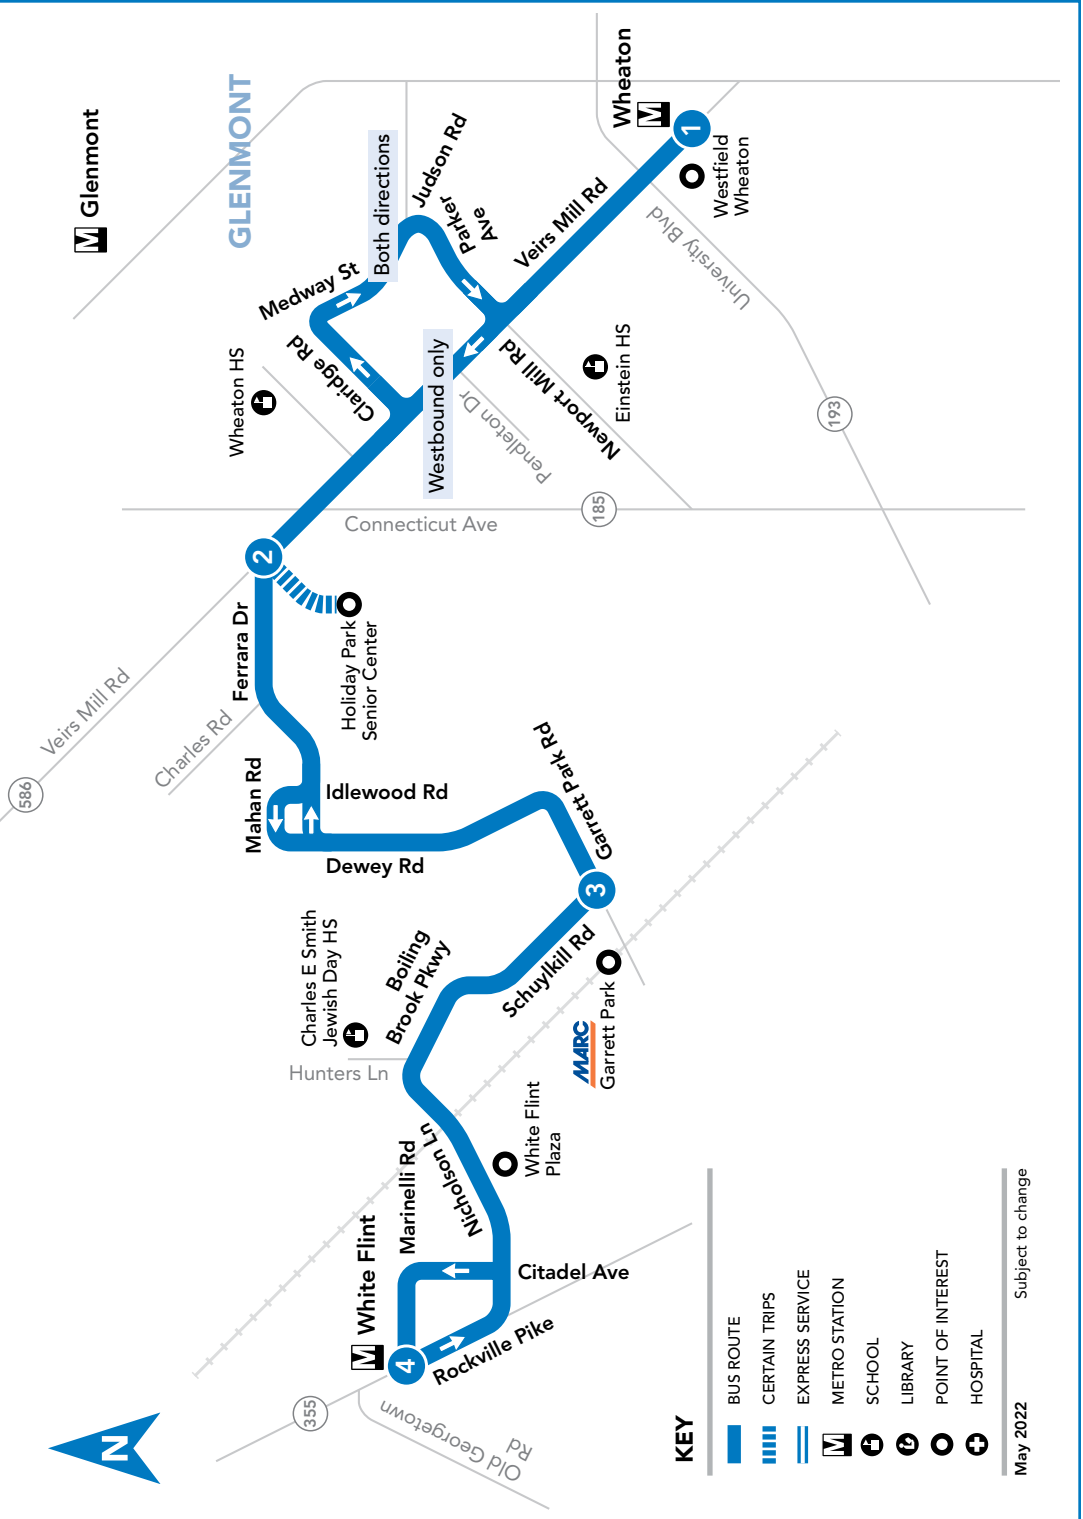 N
M Glenmont
GLENMONT
M
Wheaton
1
Westfield
Wheaton
Veirs Mill Rd
University Blvd
193
Judson Rd
Parker
Ave
Both directions
Medway St
Claridge Rd
Westbound only
Newport Mill Rd
Pendleton Dr
Einstein HS
Wheaton HS
185
Connecticut Ave
2
Ferrara Dr
Holiday Park
Senior Center
Veirs Mill Rd
586
Charles Rd
Mahan Rd
Idlewood Rd
Dewey Rd
Garrett Park Rd
3
Schuylkill Rd
MARC
Garrett Park
Boiling
Brook Pkwy
Charles E Smith
Jewish Day HS
Hunters Ln
Nicholson Ln
White Flint
Plaza
Marinelli Rd
Citadel Ave
M White Flint
4
Rockville Pike
355
Old Georgetown
Rd
KEY
BUS ROUTE
CERTAIN TRIPS
EXPRESS SERVICE
M METRO STATION
SCHOOL
LIBRARY
POINT OF INTEREST
HOSPITAL
May 2022
Subject to change